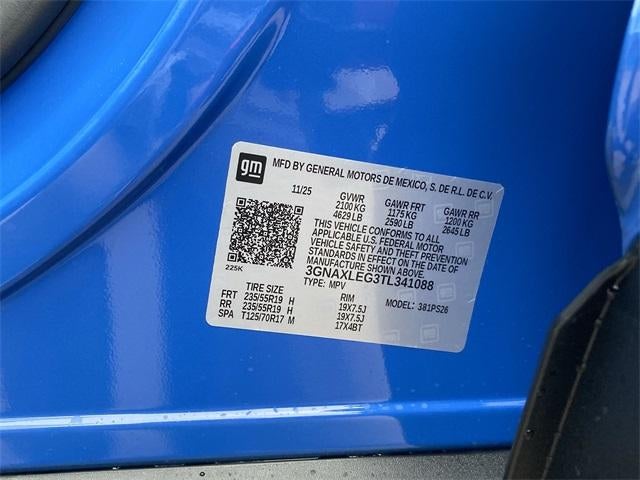 gm MFD BY GENERAL MOTORS DE MEXICO, S. DE R.L. DE C.V.
11/25 GVWR GAWR FRT GAWR RR
2100 KG 1175 KG 1200 KG
4629 LB 2590 LB 2645 LB
THIS VEHICLE CONFORMS TO ALL
APPLICABLE U.S. FEDERAL MOTOR
VEHICLE SAFETY AND THEFT PREVENTION
STANDARDS IN EFFECT ON THE DATE OF
MANUFACTURE SHOWN ABOVE.
225K 3GNAXLEG3TL341088
TYPE: MPV
TIRE SIZE RIM MODEL: 381PS26
FRT 235/55R19 H 19X7.5J
RR 235/55R19 H 19X7.5J
SPA T125/70R17 M 17X4BT